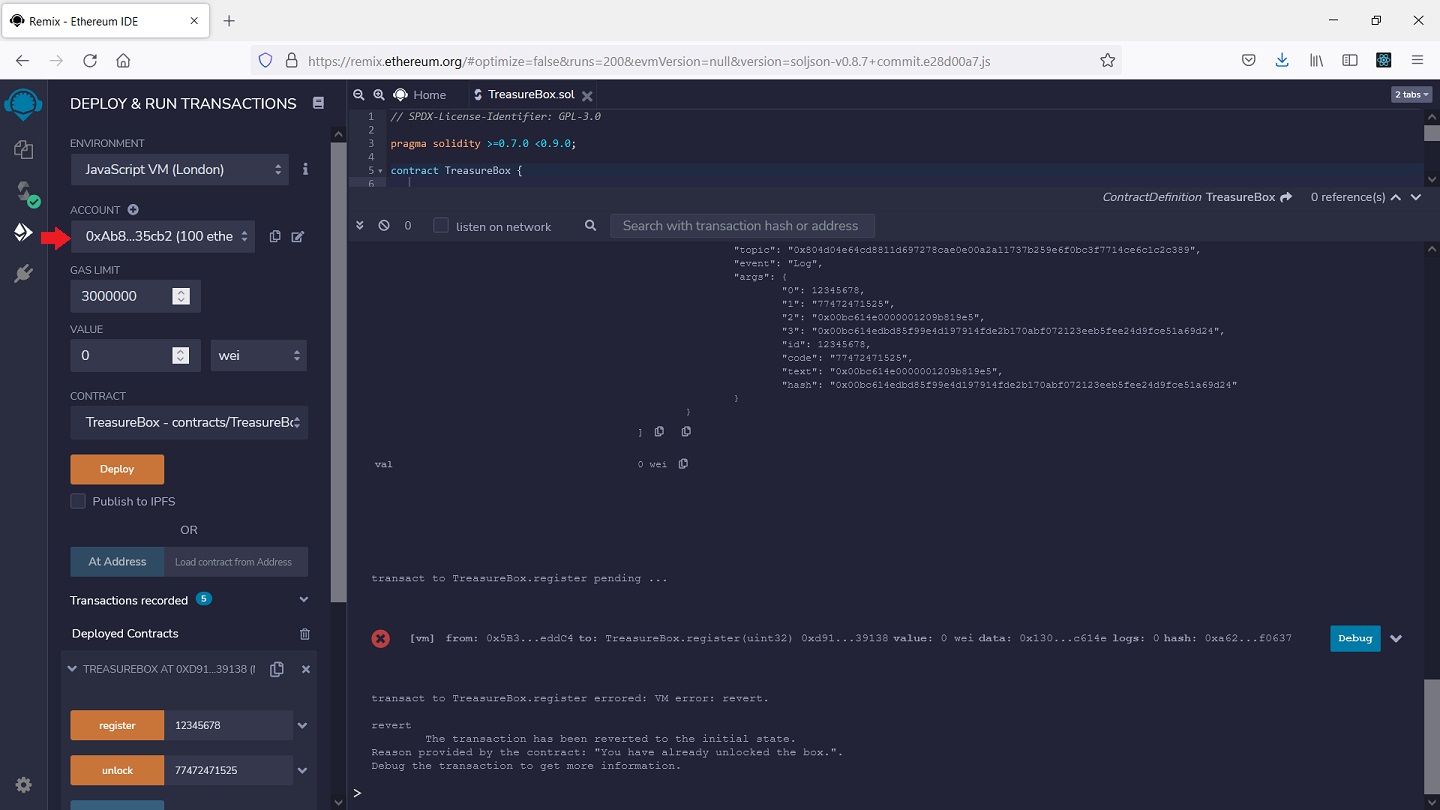 Remix - Ethereum IDE
https://remix.ethereum.org/#optimize=false&runs=200&evmVersion=null&version=soljson-v0.8.7+commit.e28d00a7.js
DEPLOY & RUN TRANSACTIONS
ENVIRONMENT
JavaScript VM (London)
ACCOUNT
0xAb8...35cb2 (100 ethe
GAS LIMIT
3000000
VALUE
0
wei
CONTRACT
TreasureBox - contracts/TreasureBo
Deploy
Publish to IPFS
OR
At Address
Load contract from Address
Transactions recorded 5
Deployed Contracts
TREASUREBOX AT 0XD91...39138 (
register
12345678
unlock
77472471525
Home
TreasureBox.sol
2 tabs
1 // SPDX-License-Identifier: GPL-3.0
2
3 pragma solidity >=0.7.0 <0.9.0;
4
5 contract TreasureBox {
6
ContractDefinition TreasureBox
0 reference(s)
0
listen on network
Search with transaction hash or address
"topic": "0x804d04e64cd8811d697278cae0e00a2a11737b259e6f0bc3f7714ce6c1c2c389",
"event": "Log",
"args": {
"0": 12345678,
"1": "77472471525",
"2": "0x00bc614e0000001209b819e5",
"3": "0x00bc614edbd85f99e4d197914fde2b170abf072123eeb5fee24d9fce51a69d24",
"id": 12345678,
"code": "77472471525",
"text": "0x00bc614e0000001209b819e5",
"hash": "0x00bc614edbd85f99e4d197914fde2b170abf072123eeb5fee24d9fce51a69d24"
}
}
]
val 0 wei
transact to TreasureBox.register pending ...
[vm] from: 0x5B3...eddC4 to: TreasureBox.register(uint32) 0xd91...39138 value: 0 wei data: 0x130...c614e logs: 0 hash: 0xa62...f0637
Debug
transact to TreasureBox.register errored: VM error: revert.
revert
The transaction has been reverted to the initial state.
Reason provided by the contract: "You have already unlocked the box.".
Debug the transaction to get more information.
>